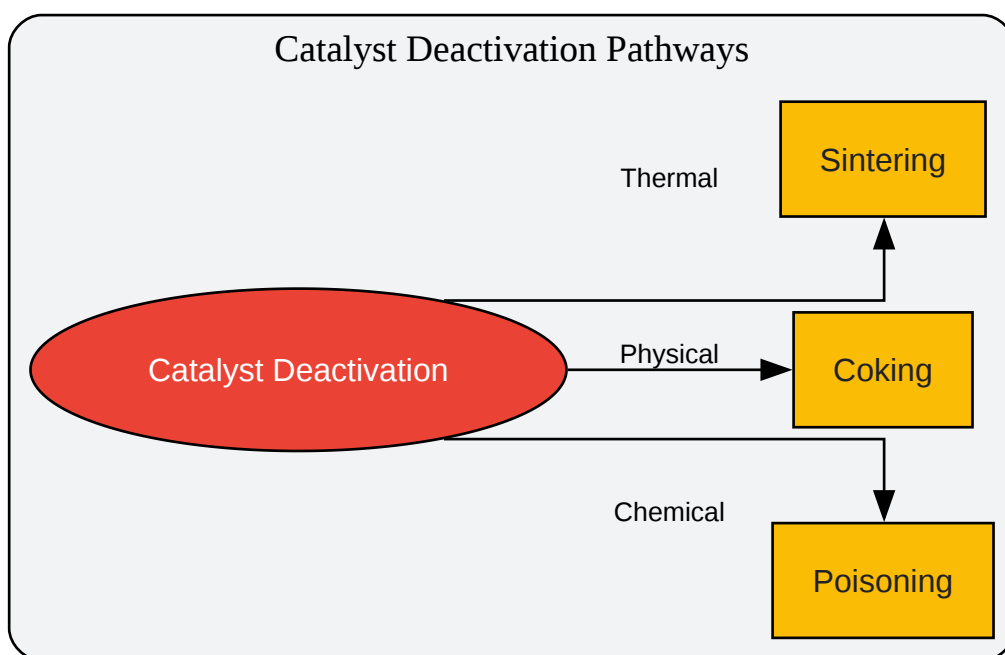 Catalyst Deactivation Pathways
Sintering
Thermal
Catalyst Deactivation
Physical
Coking
Chemical
Poisoning